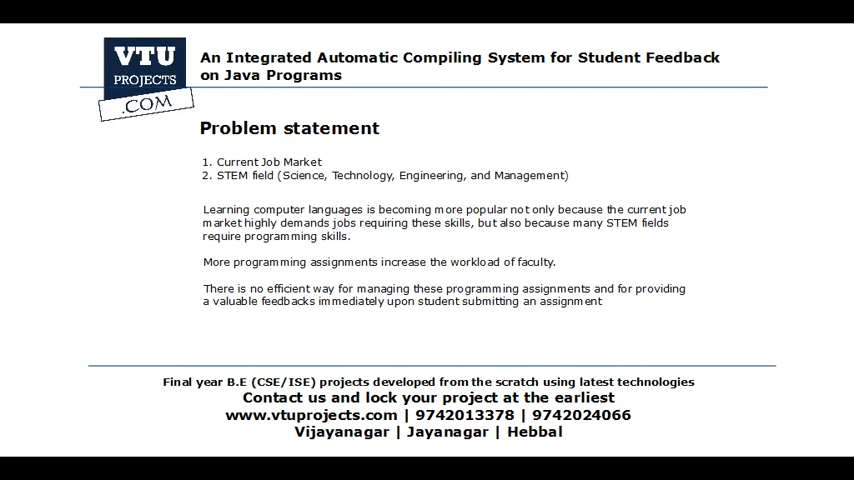 VTU
PROJECTS
.COM
An Integrated Automatic Compiling System for Student Feedback
on Java Programs
Problem statement
1. Current Job Market
2. STEM field (Science, Technology, Engineering, and Management)
Learning computer languages is becoming more popular not only because the current job
market highly demands jobs requiring these skills, but also because many STEM fields
require programming skills.
More programming assignments increase the workload of faculty.
There is no efficient way for managing these programming assignments and for providing
a valuable feedbacks immediately upon student submitting an assignment
Final year B.E (CSE/ISE) projects developed from the scratch using latest technologies
Contact us and lock your project at the earliest
www.vtuprojects.com | 9742013378 | 9742024066
Vijayanagar | Jayanagar | Hebbal